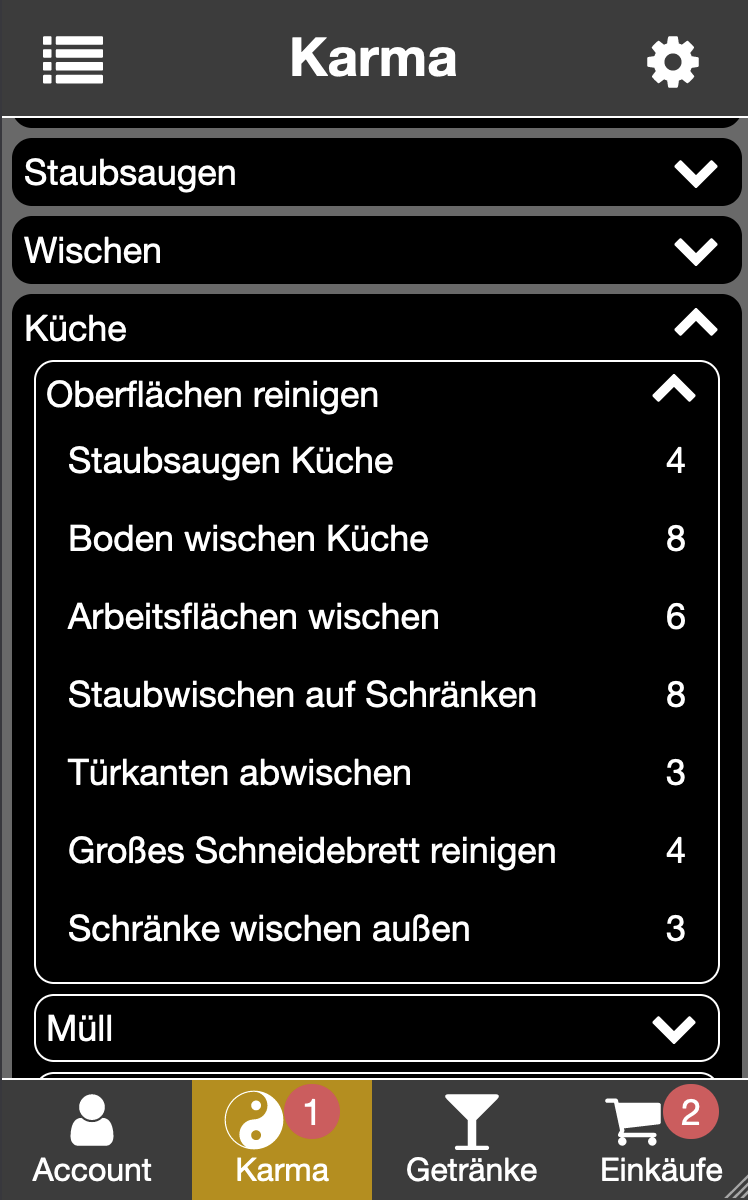 Karma
Staubsaugen
Wischen
Küche
Oberflächen reinigen
Staubsaugen Küche 4
Boden wischen Küche 8
Arbeitsflächen wischen 6
Staubwischen auf Schränken 8
Türkanten abwischen 3
Großes Schneidebrett reinigen 4
Schränke wischen außen 3
Müll
1 2
Account Karma Getränke Einkäufe